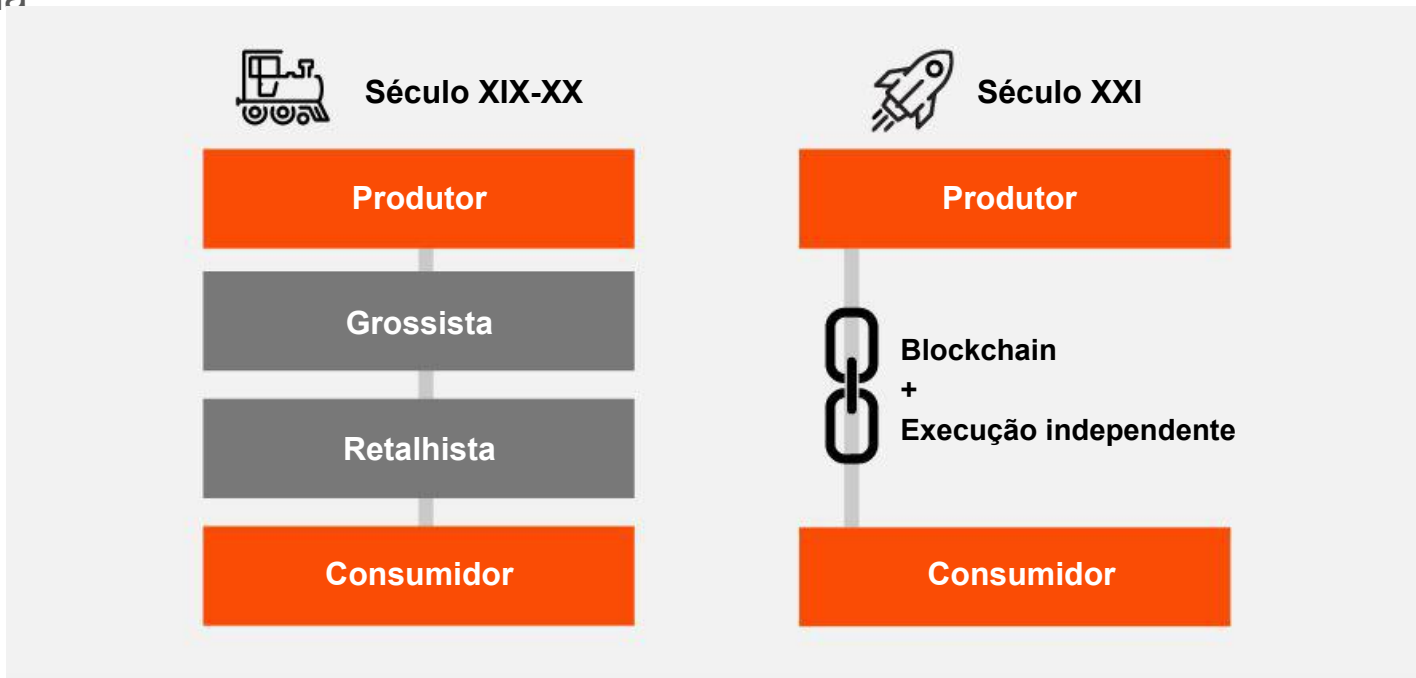 Século XIX-XX
Produtor
Grossista
Retalhista
Consumidor
Século XXI
Produtor
Blockchain
+
Execução independente
Consumidor